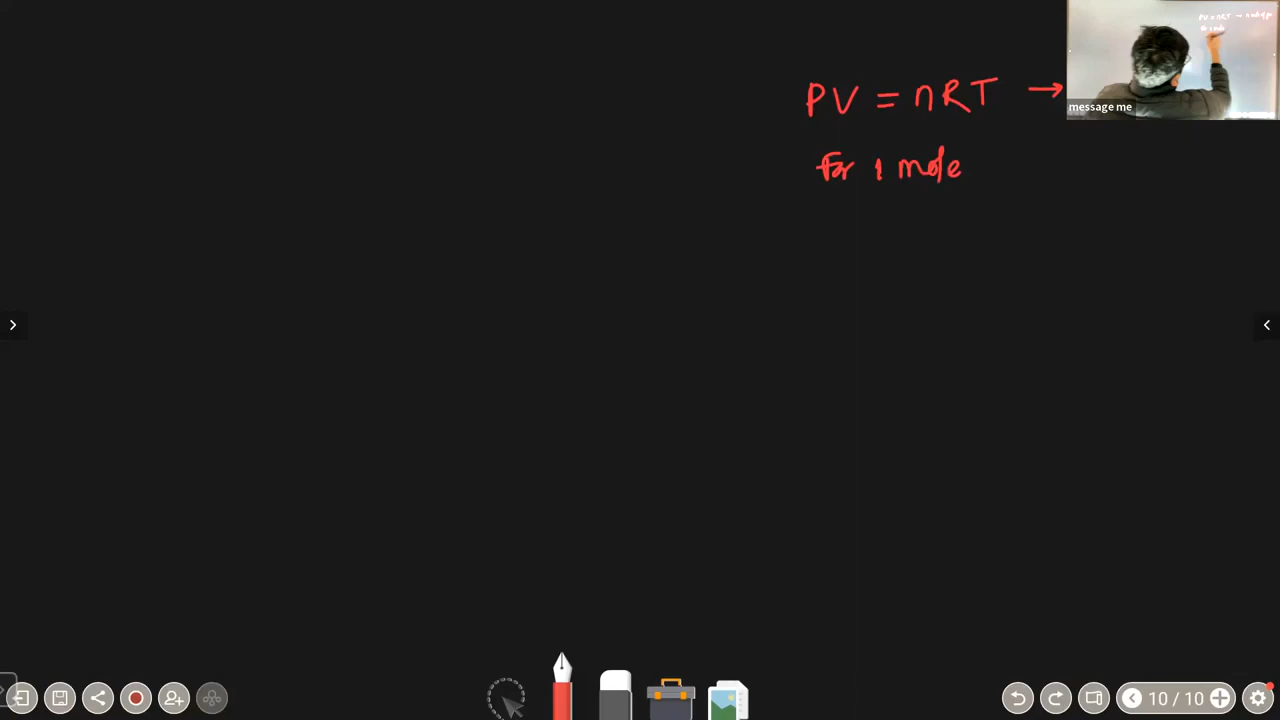 PV = nRT →
For 1 mole
message me
10 / 10